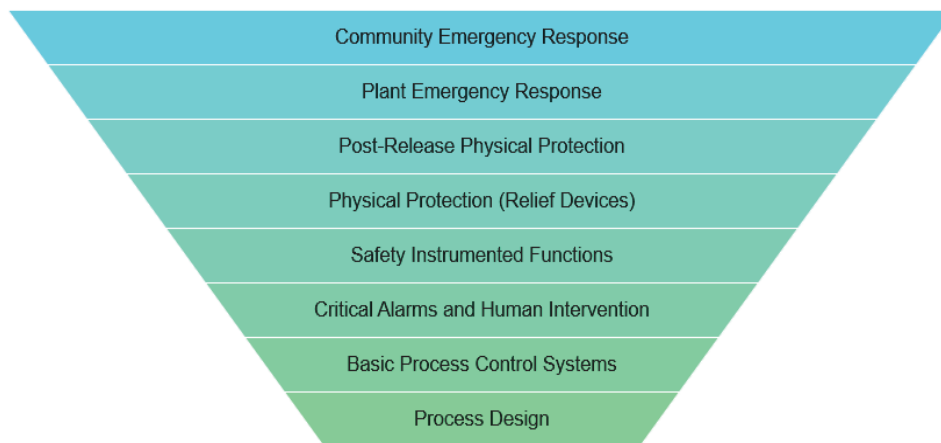 Community Emergency Response
Plant Emergency Response
Post-Release Physical Protection
Physical Protection (Relief Devices)
Safety Instrumented Functions
Critical Alarms and Human Intervention
Basic Process Control Systems
Process Design